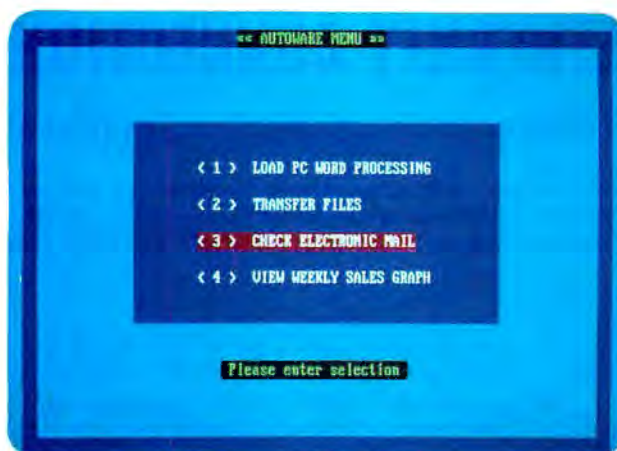 «« AUTOWARE MENU »»
< 1 > LOAD PC WORD PROCESSING
< 2 > TRANSFER FILES
< 3 > CHECK ELECTRONIC MAIL
< 4 > VIEW WEEKLY SALES GRAPH
Please enter selection